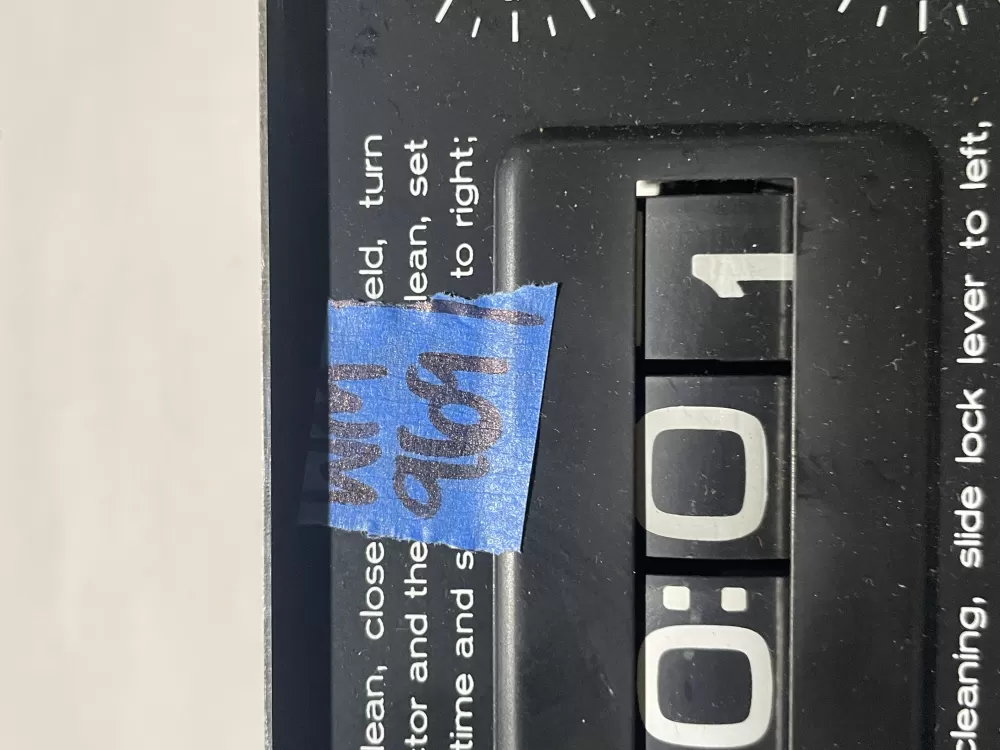 lean, close eld, turn
ctor and the lean, set
time and s to right;
0:01
cleaning, slide lock lever to left,